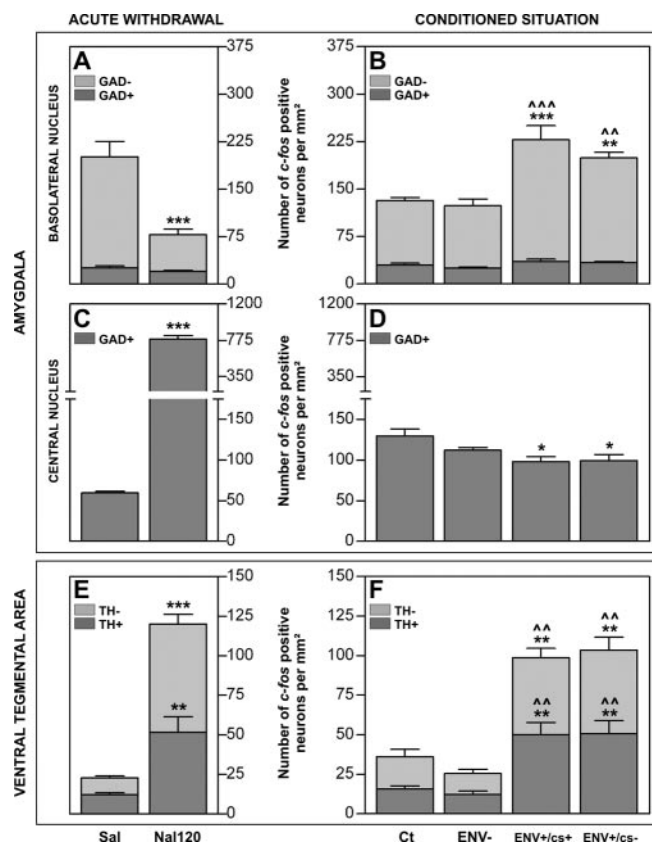 ACUTE WITHDRAWAL
CONDITIONED SITUATION
AMYGDALA
BASOLATERAL NUCLEUS
A
GAD-
GAD+
***
375
300
225
150
75
0
Number of c-fos positive
neurons per mm²
B
GAD-
GAD+
375
300
225
150
75
0
^^^
***
^^
**
CENTRAL NUCLEUS
C
GAD+
***
1200
775
350
150
100
50
0
Number of c-fos positive
neurons per mm²
D
GAD+
1200
775
350
150
100
50
0
*
*
VENTRAL TEGMENTAL AREA
E
TH-
TH+
***
**
150
125
100
75
50
25
0
Number of c-fos positive
neurons per mm²
F
TH-
TH+
150
125
100
75
50
25
0
^^
**
^^
**
^^
**
^^
**
Sal
Nal120
Ct
ENV-
ENV+/cs+
ENV+/cs-